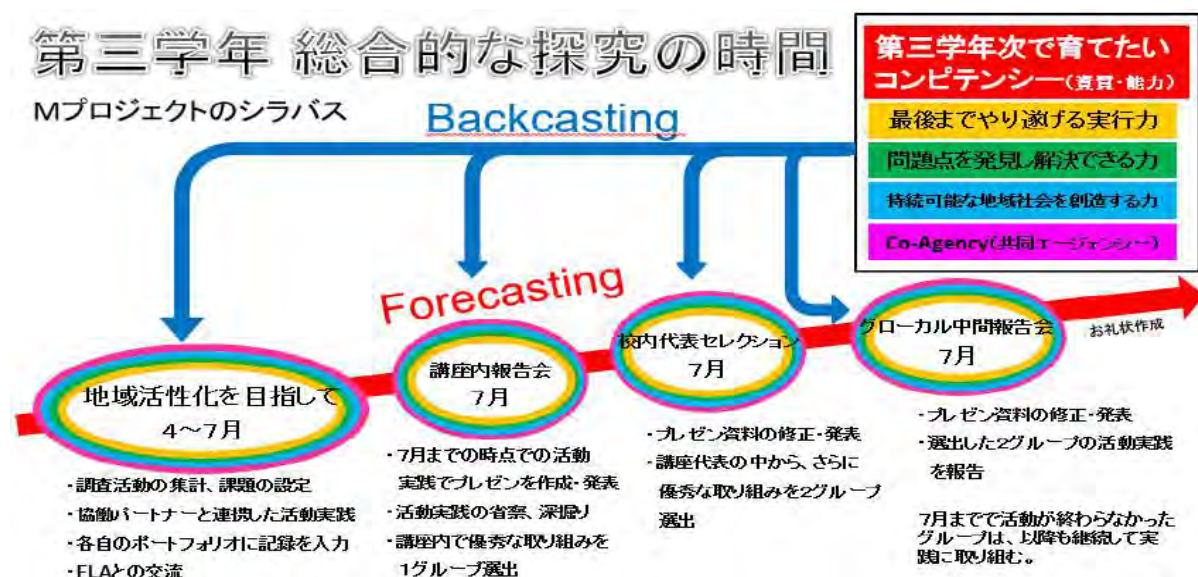 第三学年 総合的な探究の時間
Mプロジェクトのシラバス
Backcasting
第三学年次で育てたい
コンピテンシー(資質・能力)
最後までやり遂げる実行力
問題点を発見し解決できる力
持続可能な地域社会を創造する力
Co-Agency(共同エージェンシー)
Forecasting
地域活性化を目指して
4～7月
・調査活動の集計、課題の設定
・協働パートナーと連携した活動実践
・各自のポートフォリオに記録を入力
・FLAとの交流
講座内報告会
7月
・7月までの時点での活動
実践でプレゼンを作成・発表
・活動実践の省察、深掘り
・講座内で優秀な取り組みを
1グループ選出
校内代表セレクション
7月
・プレゼン資料の修正・発表
・講座代表の中から、さらに
優秀な取り組みを2グループ
選出
グローカル中間報告会
7月
お礼状作成
・プレゼン資料の修正・発表
・選出した2グループの活動実践
を報告
7月までで活動が終わらなかった
グループは、以降も継続して実
践に取り組む。